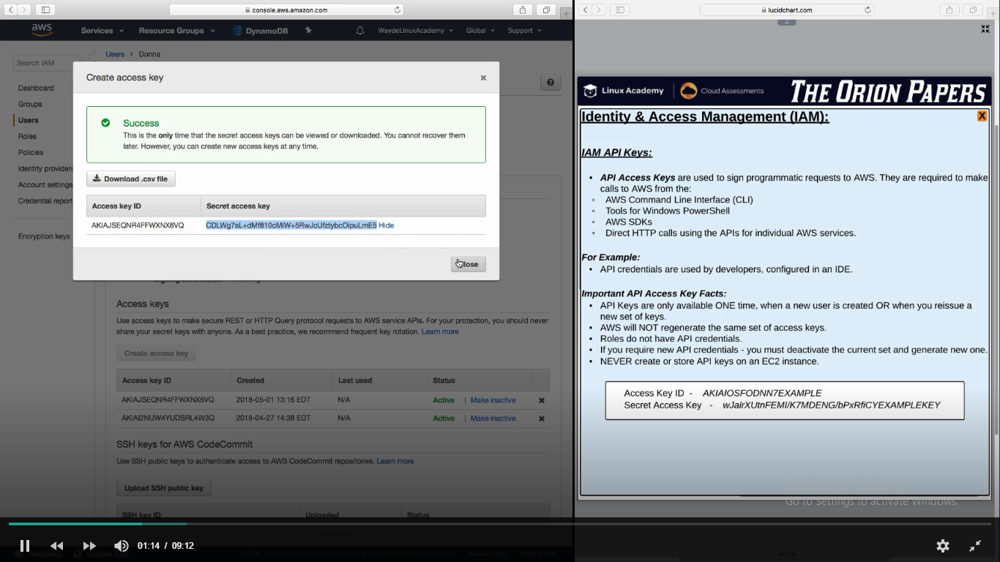 console.aws.amazon.com
lucidchart.com
aws Services Resource Groups DynamoDB WaydeLinuxAcademy Global Support
Search IAM
Dashboard
Groups
Users
Roles
Policies
Identity providers
Account settings
Credential report
Encryption keys
Users > Donna
Create access key
Success
This is the only time that the secret access keys can be viewed or downloaded. You cannot recover them
later. However, you can create new access keys at any time.
Download .csv file
Access key ID Secret access key
AKIAJSEQNR4FFWXNX6VQ CDLWg7sL+dMf810cMiW+5RwJcUfztybcOipuLmE5 Hide
Close
Access keys
Use access keys to make secure REST or HTTP Query protocol requests to AWS service APIs. For your protection, you should never
share your secret keys with anyone. As a best practice, we recommend frequent key rotation. Learn more
Create access key
Access key ID Created Last used Status
AKIAJSEQNR4FFWXNX6VQ 2018-05-01 13:16 EDT N/A Active | Make inactive
AKIAI2NUW4YUDSRL4W3Q 2018-04-27 14:38 EDT N/A Active | Make inactive
SSH keys for AWS CodeCommit
Use SSH public keys to authenticate access to AWS CodeCommit repositories. Learn more
Upload SSH public key
SSH key ID Uploaded Status
Feedback English (US) Privacy Policy Terms of Use
01:14 / 09:12
Linux Academy Cloud Assessments THE ORION PAPERS
Identity & Access Management (IAM): X
IAM API Keys:
• API Access Keys are used to sign programmatic requests to AWS. They are required to make
calls to AWS from the:
◦ AWS Command Line Interface (CLI)
◦ Tools for Windows PowerShell
◦ AWS SDKs
◦ Direct HTTP calls using the APIs for individual AWS services.
For Example:
• API credentials are used by developers, configured in an IDE.
Important API Access Key Facts:
• API Keys are only available ONE time, when a new user is created OR when you reissue a
new set of keys.
• AWS will NOT regenerate the same set of access keys.
• Roles do not have API credentials.
• If you require new API credentials - you must deactivate the current set and generate new one.
• NEVER create or store API keys on an EC2 instance.
Access Key ID - AKIAIOSFODNN7EXAMPLE
Secret Access Key - wJalrXUtnFEMI/K7MDENG/bPxRfiCYEXAMPLEKEY
Go to Settings to activate Windows.